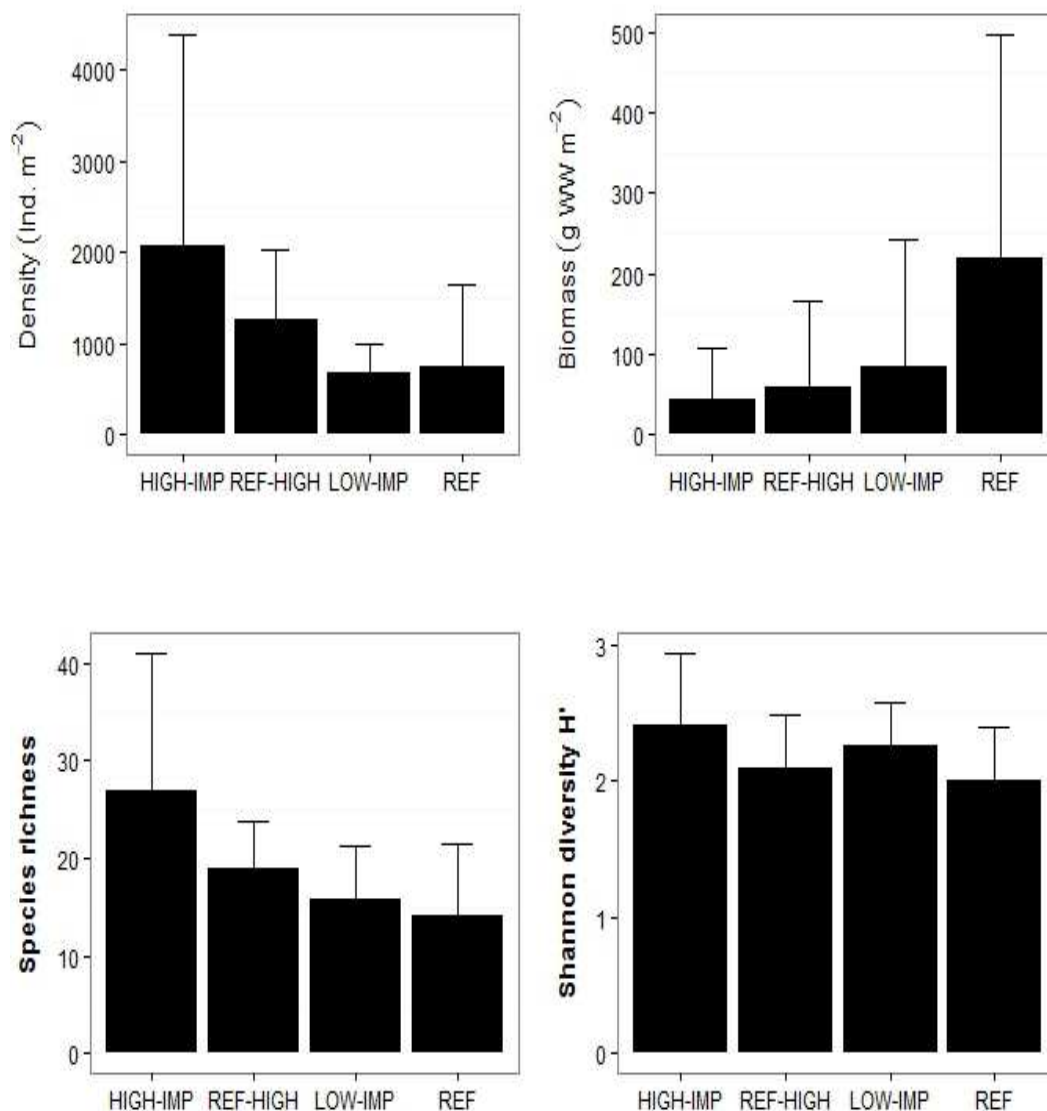 Density (Ind. m⁻²)
4000
3000
2000
1000
0
HIGH-IMP REF-HIGH LOW-IMP REF
Biomass (g WW m⁻²)
500
400
300
200
100
0
HIGH-IMP REF-HIGH LOW-IMP REF
Species richness
40
30
20
10
0
HIGH-IMP REF-HIGH LOW-IMP REF
Shannon diversity H'
3
2
1
0
HIGH-IMP REF-HIGH LOW-IMP REF